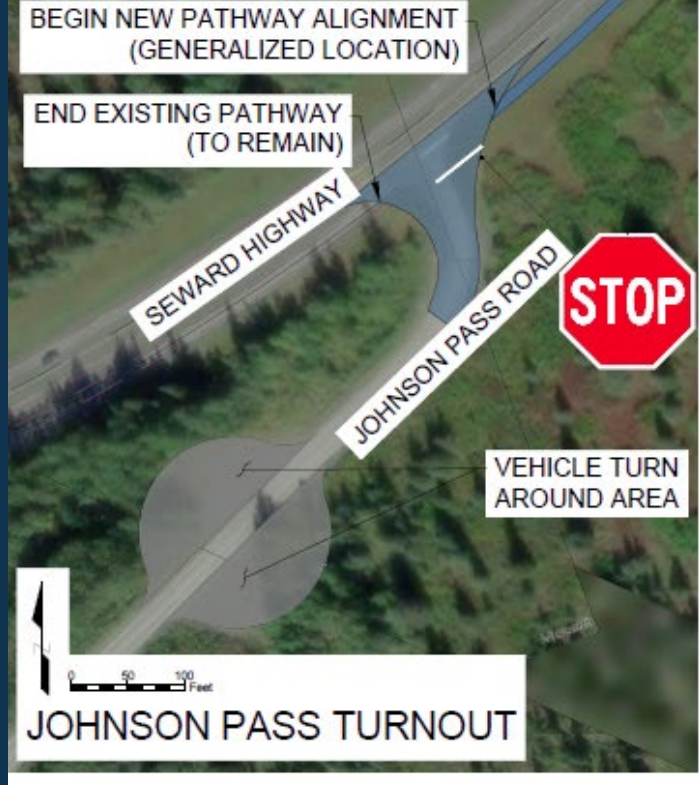 BEGIN NEW PATHWAY ALIGNMENT
(GENERALIZED LOCATION)
END EXISTING PATHWAY
(TO REMAIN)
SEWARD HIGHWAY
JOHNSON PASS ROAD
STOP
VEHICLE TURN
AROUND AREA
N
0 50 100
Feet
JOHNSON PASS TURNOUT